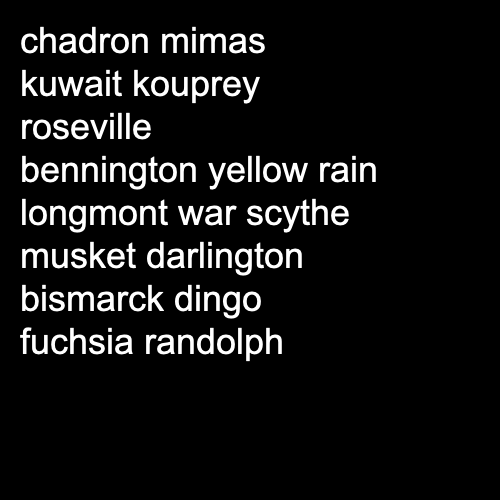 chadron mimas
kuwait kouprey
roseville
bennington yellow rain
longmont war scythe
musket darlington
bismarck dingo
fuchsia randolph